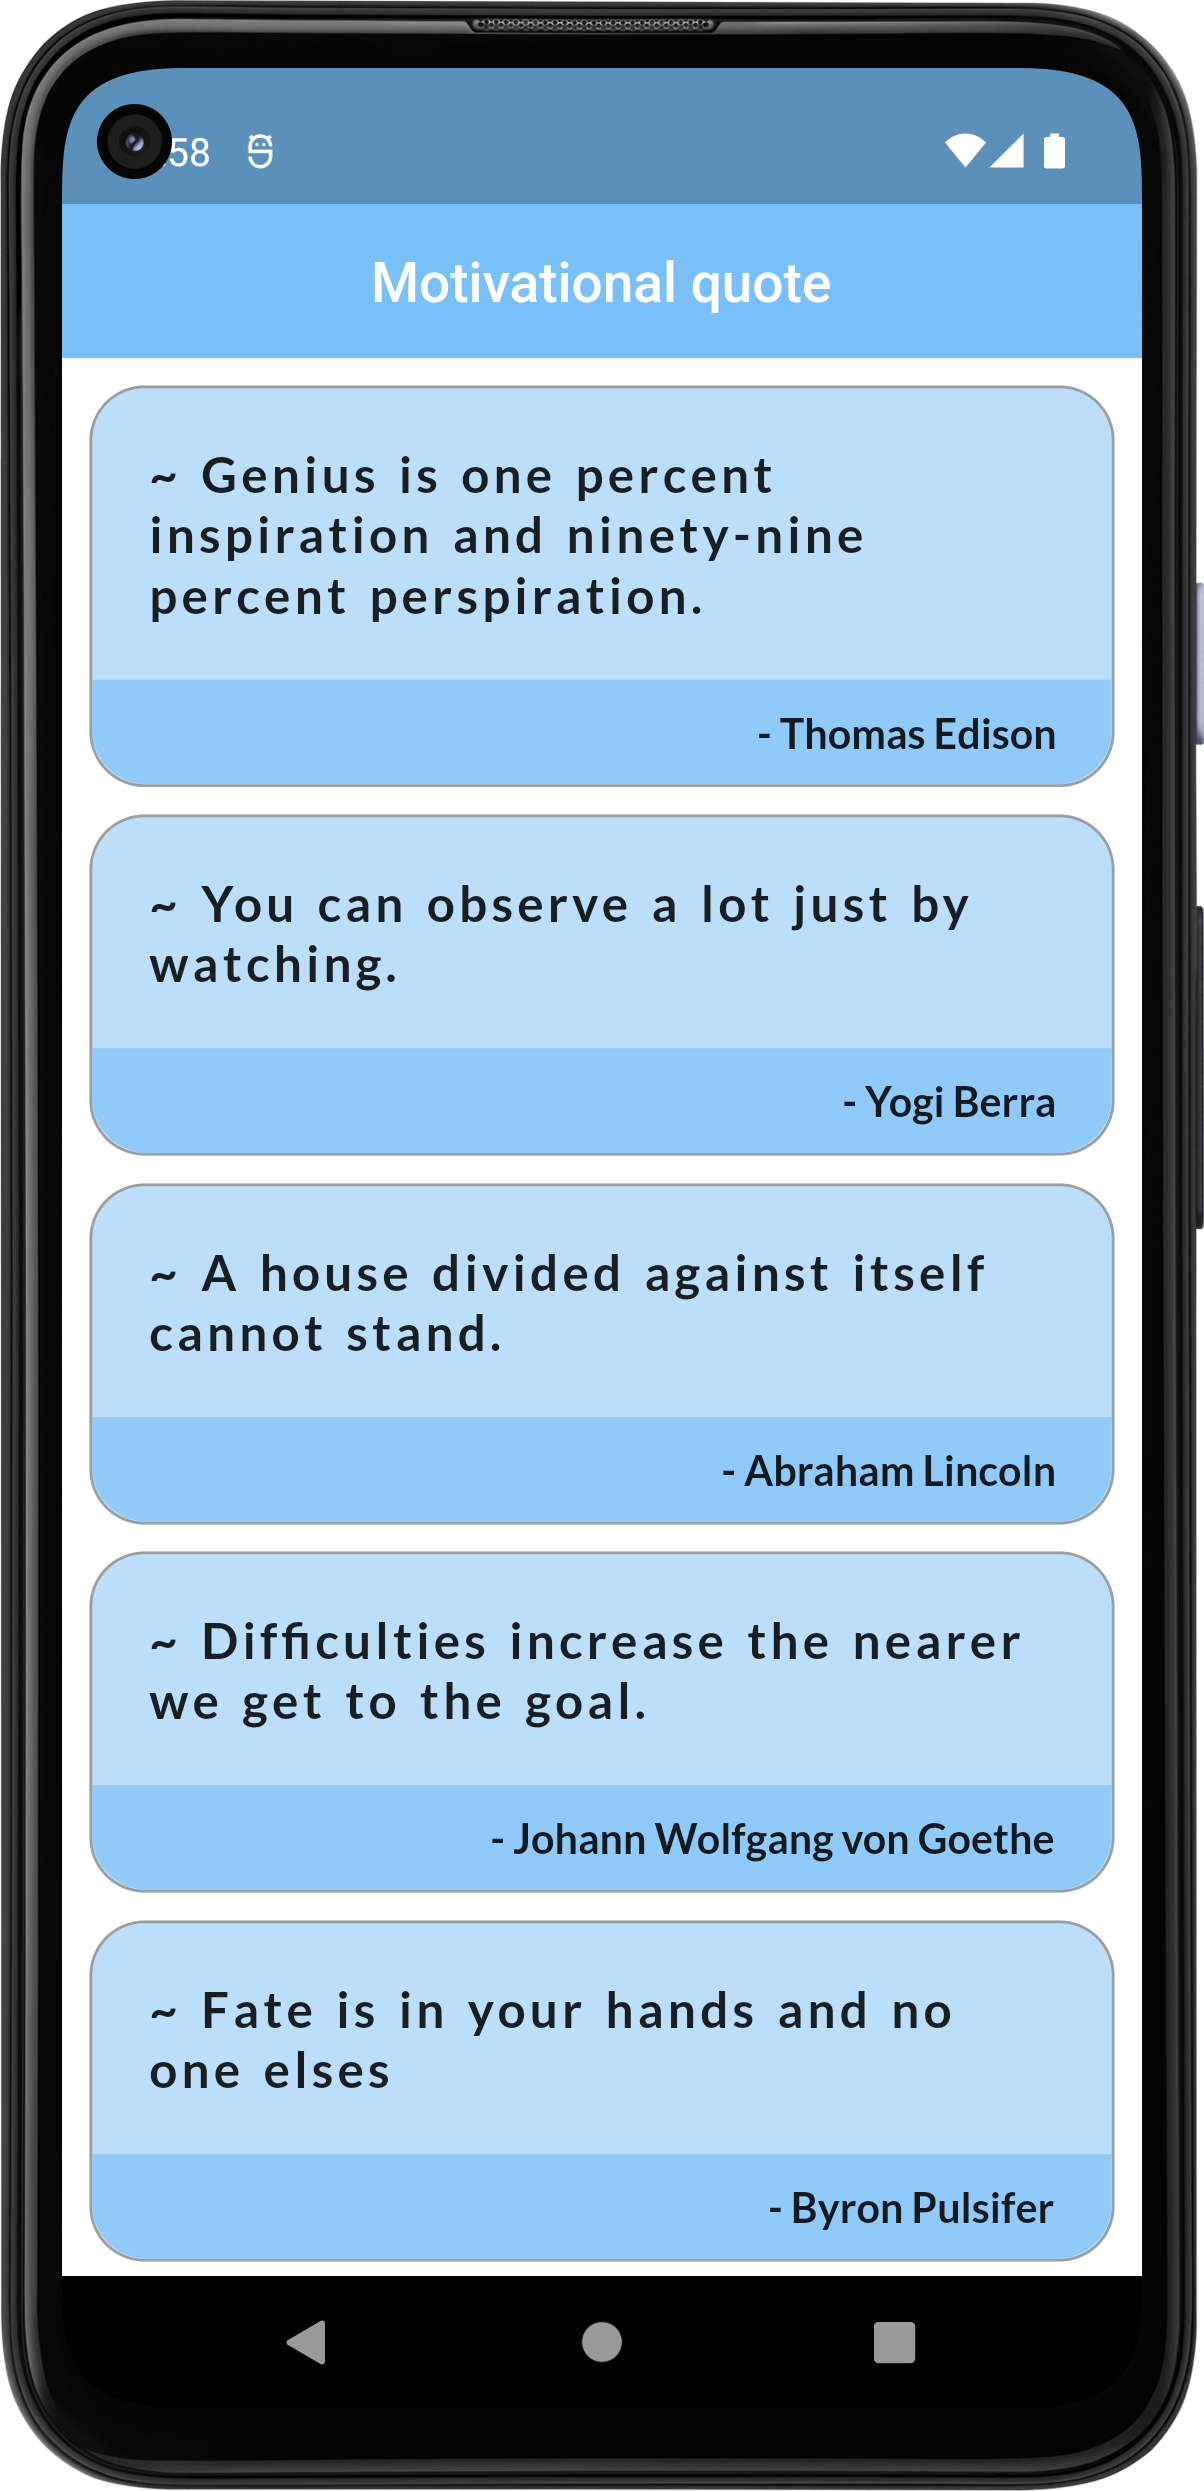 58
Motivational quote
~ Genius is one percent
inspiration and ninety-nine
percent perspiration.
- Thomas Edison
~ You can observe a lot just by
watching.
- Yogi Berra
~ A house divided against itself
cannot stand.
- Abraham Lincoln
~ Difficulties increase the nearer
we get to the goal.
- Johann Wolfgang von Goethe
~ Fate is in your hands and no
one elses
- Byron Pulsifer